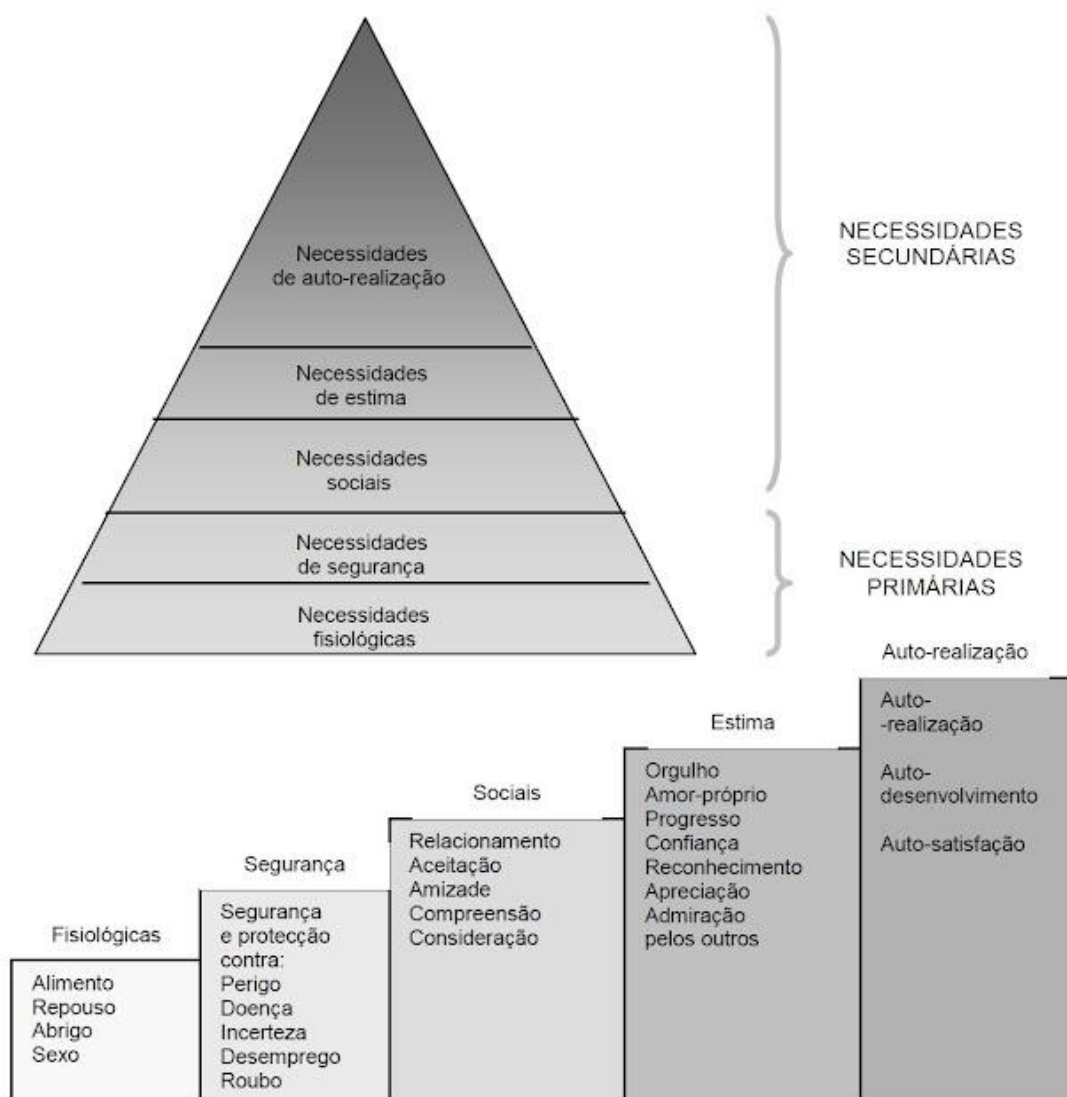 Necessidades
de auto-realização
Necessidades
de estima
Necessidades
sociais
Necessidades
de segurança
Necessidades
fisiológicas
NECESSIDADES
SECUNDÁRIAS
NECESSIDADES
PRIMÁRIAS
Fisiológicas
Alimento
Repouso
Abrigo
Sexo
Segurança
Segurança
e protecção
contra:
Perigo
Doença
Incerteza
Desemprego
Roubo
Sociais
Relacionamento
Aceitação
Amizade
Compreensão
Consideração
Estima
Orgulho
Amor-próprio
Progresso
Confiança
Reconhecimento
Apreciação
Admiração
pelos outros
Auto-realização
Auto-
-realização
Auto-
desenvolvimento
Auto-satisfação